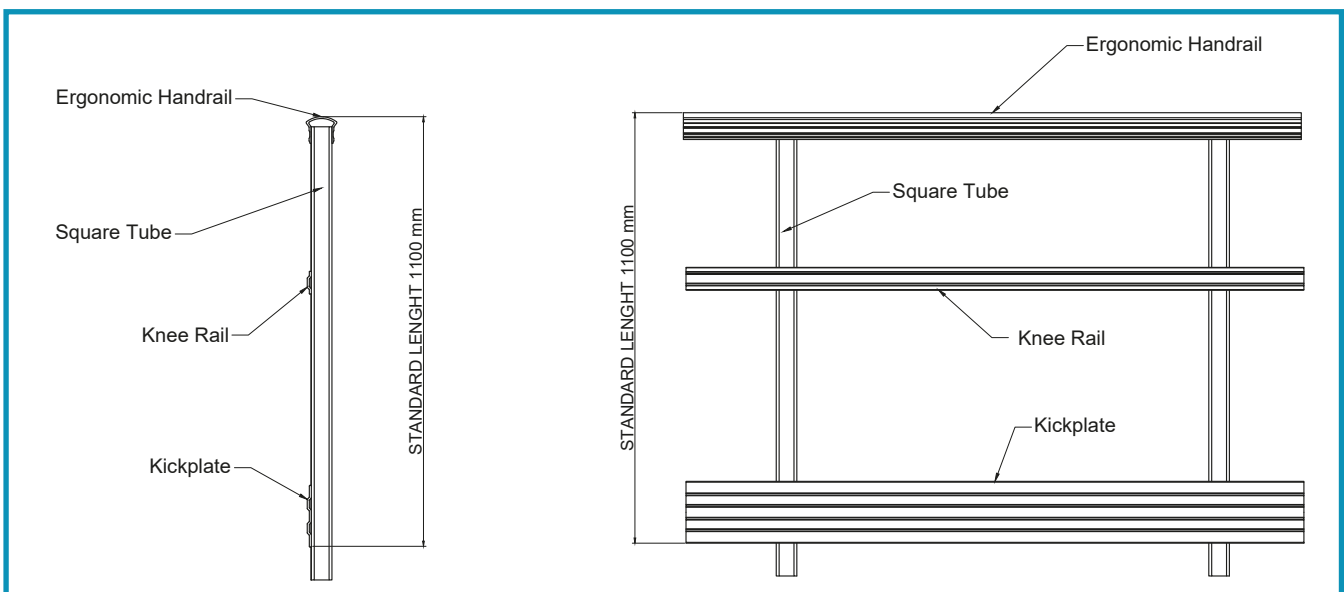 Ergonomic Handrail
Square Tube
Knee Rail
Kickplate
STANDARD LENGHT 1100 mm
Ergonomic Handrail
Square Tube
Knee Rail
Kickplate
STANDARD LENGHT 1100 mm